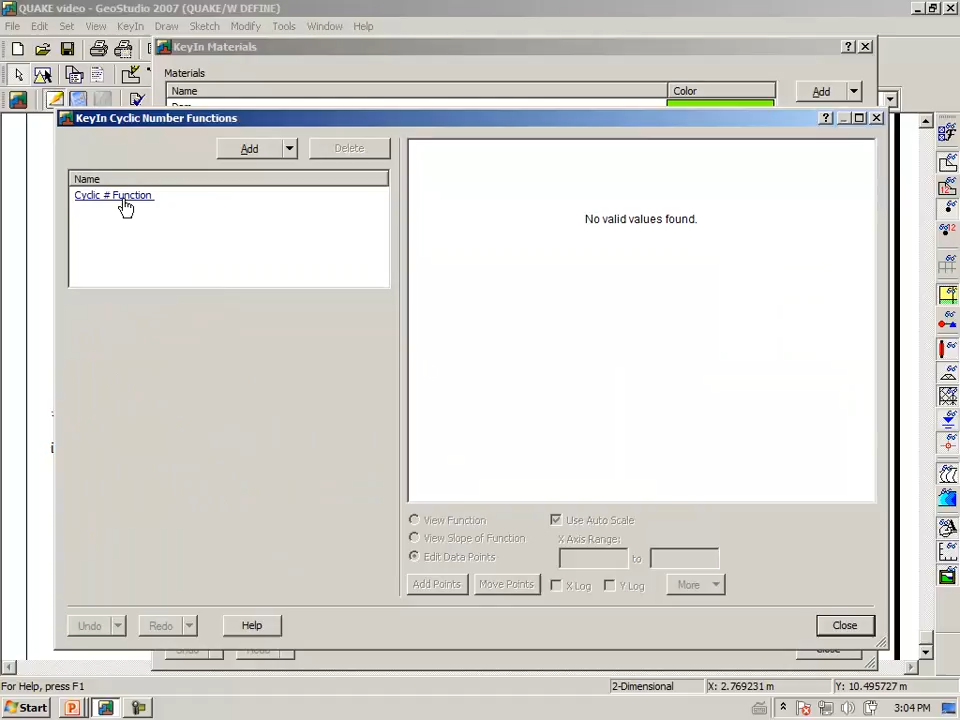 QUAKE video - GeoStudio 2007 (QUAKE/W DEFINE)
File Edit Set View KeyIn Draw Sketch Modify Tools Window Help
KeyIn Materials
Materials
Name Color Add
KeyIn Cyclic Number Functions
Add Delete
Name
Cyclic # Function
No valid values found.
View Function Use Auto Scale
View Slope of Function X Axis Range:
Edit Data Points to
Add Points Move Points X Log Y Log More
Undo Redo Help Close
For Help, press F1 2-Dimensional X: 2.769231 m Y: 10.495727 m
Start 3:04 PM